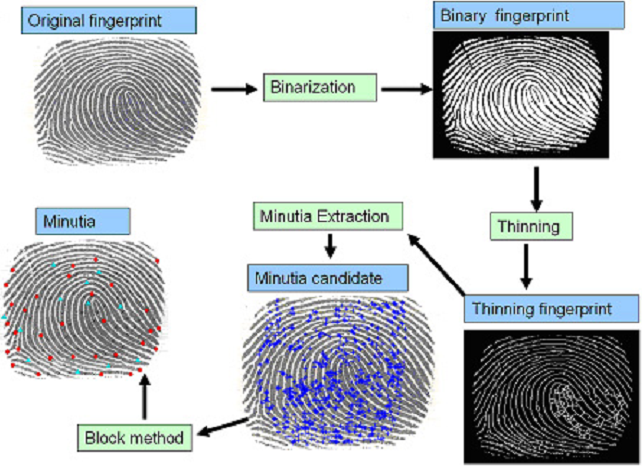 Original fingerprint
Binarization
Binary fingerprint
Thinning
Thinning fingerprint
Minutia Extraction
Minutia candidate
Block method
Minutia